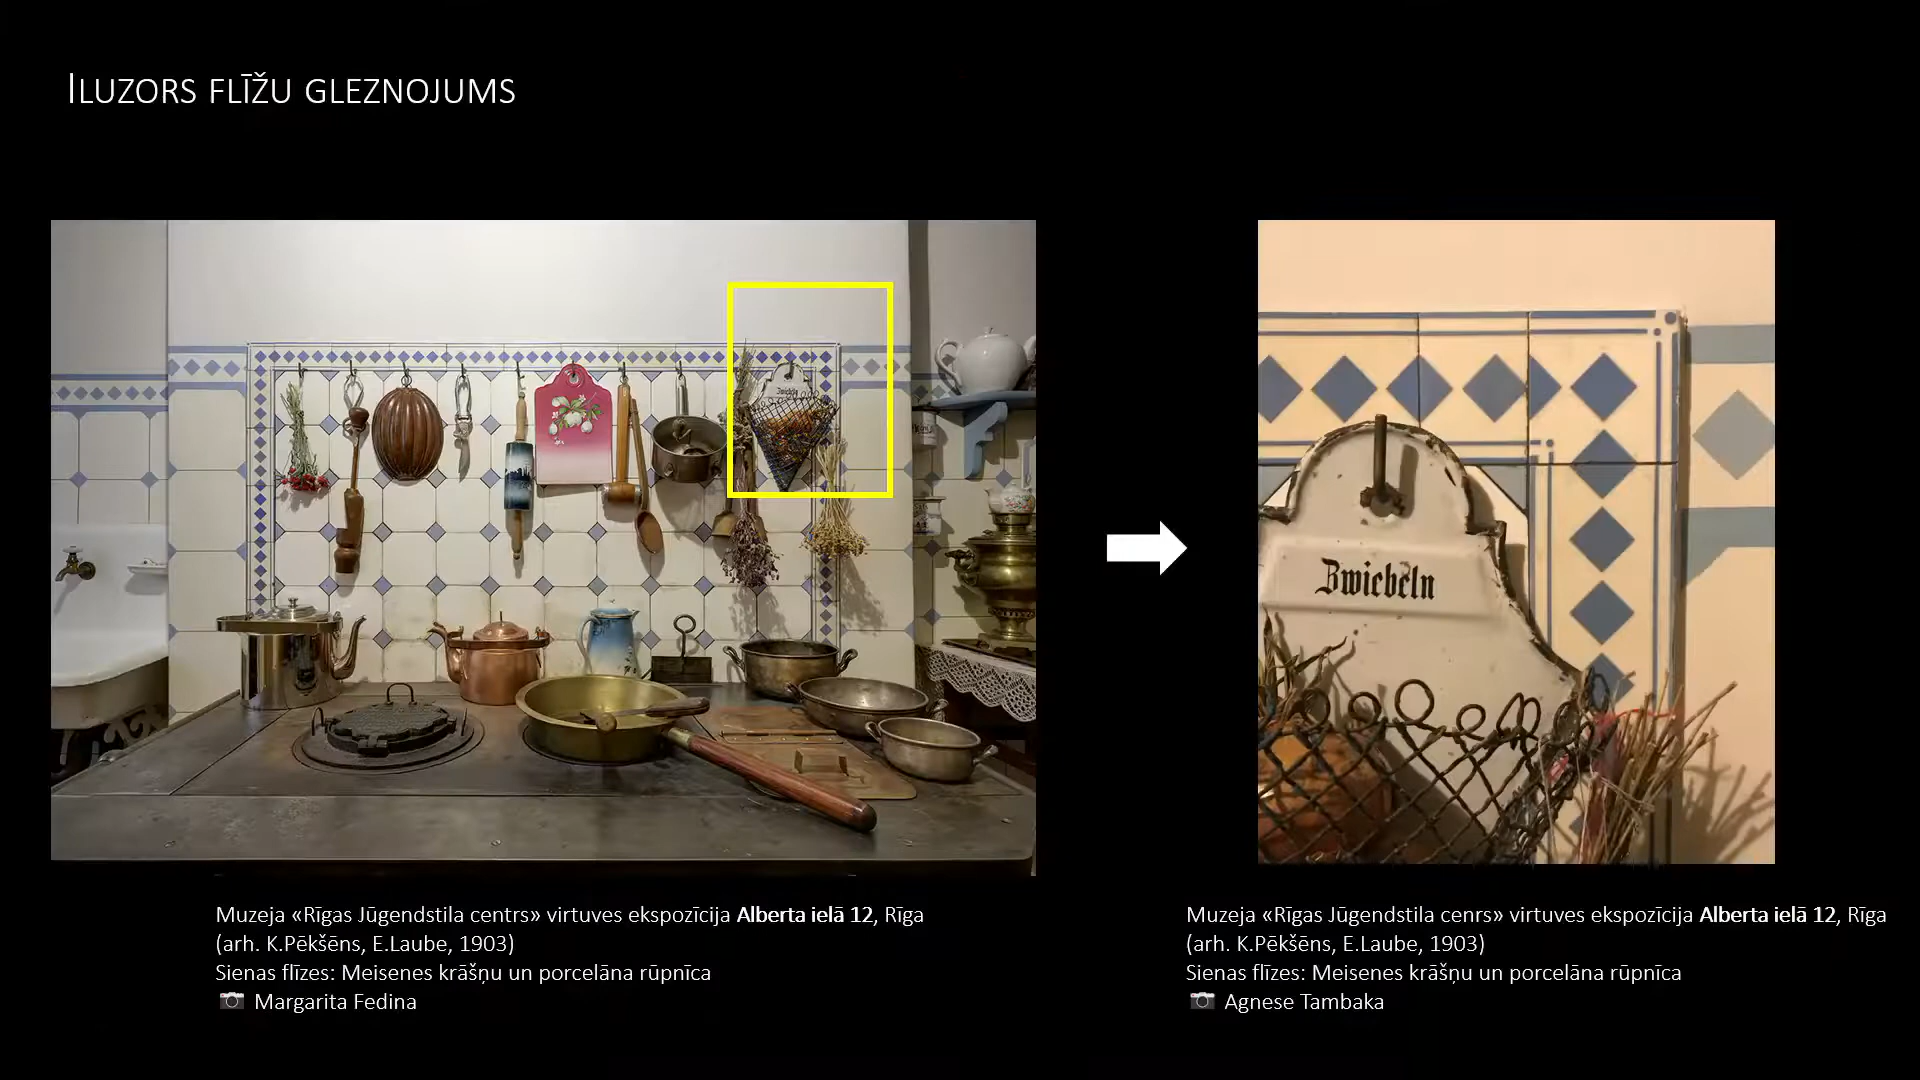 Iluzors flīžu gleznojums
Zwiebeln
Muzeja «Rīgas Jūgendstila centrs» virtuves ekspozīcija Alberta ielā 12, Rīga
(arh. K.Pēkšēns, E.Laube, 1903)
Sienas flīzes: Meisenes krāšņu un porcelāna rūpnīca
Margarita Fedina
Muzeja «Rīgas Jūgendstila cenrs» virtuves ekspozīcija Alberta ielā 12, Rīga
(arh. K.Pēkšēns, E.Laube, 1903)
Sienas flīzes: Meisenes krāšņu un porcelāna rūpnīca
Agnese Tambaka